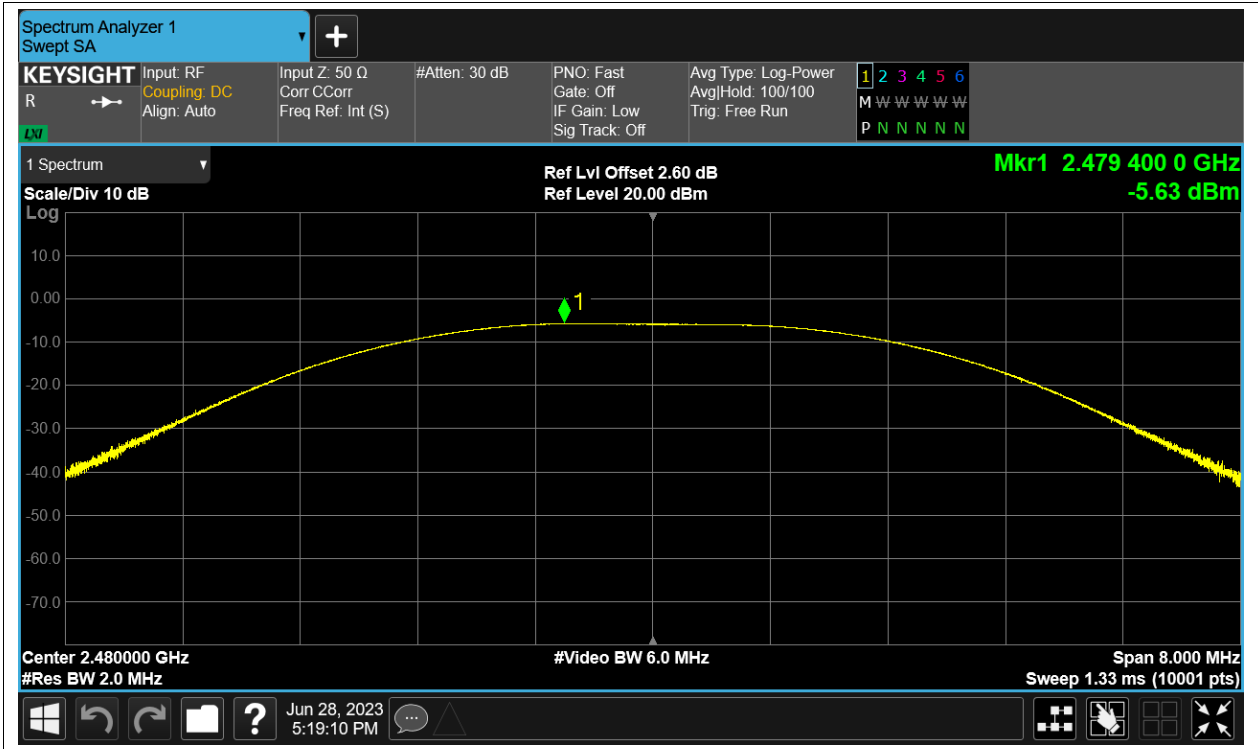 Spectrum Analyzer 1
Swept SA
+
KEYSIGHT
R
LXI
Input: RF
Coupling: DC
Align: Auto
Input Z: 50 Ω
Corr CCorr
Freq Ref: Int (S)
#Atten: 30 dB
PNO: Fast
Gate: Off
IF Gain: Low
Sig Track: Off
Avg Type: Log-Power
Avg|Hold: 100/100
Trig: Free Run
1 2 3 4 5 6
M W W W W W
P N N N N N
1 Spectrum
Scale/Div 10 dB
Log
Ref Lvl Offset 2.60 dB
Ref Level 20.00 dBm
Mkr1 2.479 400 0 GHz
-5.63 dBm
10.0
0.00
-10.0
-20.0
-30.0
-40.0
-50.0
-60.0
-70.0
1
Center 2.480000 GHz
#Res BW 2.0 MHz
#Video BW 6.0 MHz
Span 8.000 MHz
Sweep 1.33 ms (10001 pts)
?
Jun 28, 2023
5:19:10 PM